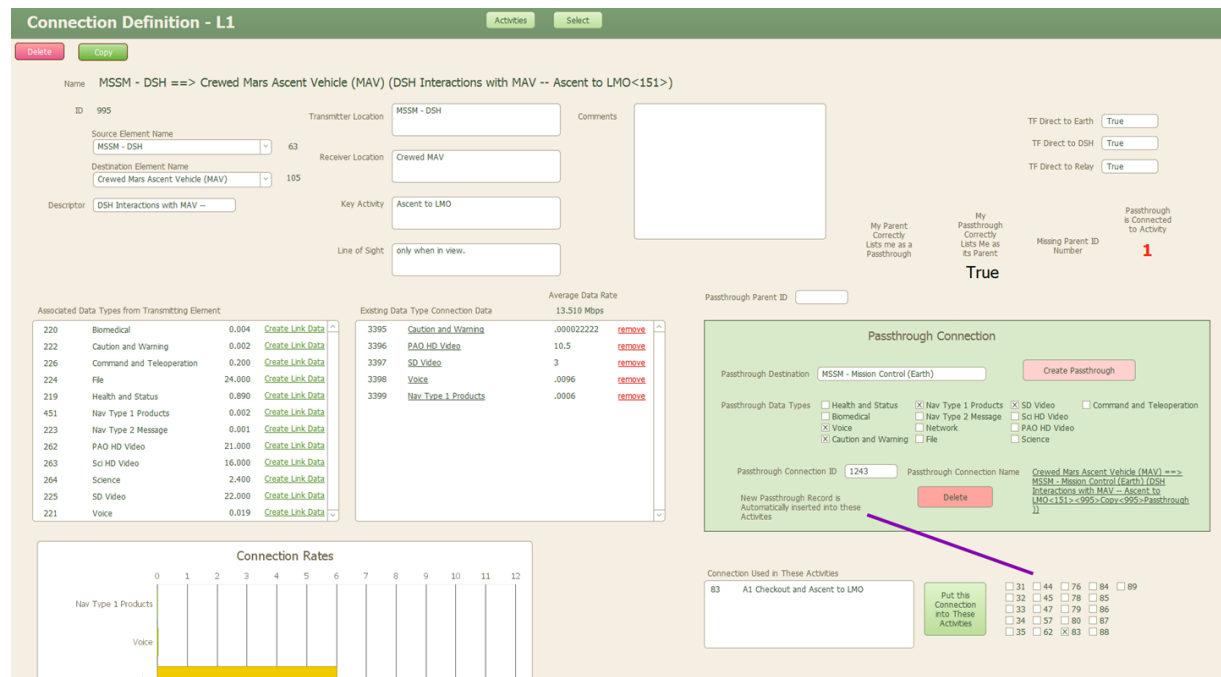 Connection Definition - L1
Activities
Select
Delete
Copy
Name MSSM - DSH ==> Crewed Mars Ascent Vehicle (MAV) (DSH Interactions with MAV -- Ascent to LMO<151>)
ID 995
Source Element Name
MSSM - DSH 63
Destination Element Name
Crewed Mars Ascent Vehicle (MAV) 105
Descriptor DSH Interactions with MAV --
Transmitter Location MSSM - DSH
Receiver Location Crewed MAV
Key Activity Ascent to LMO
Line of Sight only when in view.
Comments
TF Direct to Earth True
TF Direct to DSH True
TF Direct to Relay True
My Parent
Correctly
Lists me as a
Passthrough
My
Passthrough
Correctly
Lists Me as
its Parent
True
Missing Parent ID
Number
Passthrough
is Connected
to Activity
1
Associated Data Types from Transmitting Element
220 Biomedical 0.004 Create Link Data
222 Caution and Warning 0.002 Create Link Data
226 Command and Teleoperation 0.200 Create Link Data
224 File 24.000 Create Link Data
219 Health and Status 0.890 Create Link Data
451 Nav Type 1 Products 0.002 Create Link Data
223 Nav Type 2 Message 0.001 Create Link Data
262 PAO HD Video 21.000 Create Link Data
263 Sci HD Video 16.000 Create Link Data
264 Science 2.400 Create Link Data
225 SD Video 22.000 Create Link Data
221 Voice 0.019 Create Link Data
Average Data Rate
Existing Data Type Connection Data 13.510 Mbps
3395 Caution and Warning .000022222 remove
3396 PAO HD Video 10.5 remove
3397 SD Video 3 remove
3398 Voice .0096 remove
3399 Nav Type 1 Products .0006 remove
Passthrough Parent ID
Passthrough Connection
Passthrough Destination MSSM - Mission Control (Earth)
Create Passthrough
Passthrough Data Types Health and Status Nav Type 1 Products SD Video Command and Teleoperation
Biomedical Nav Type 2 Message Sci HD Video
Voice Network PAO HD Video
Caution and Warning File Science
Passthrough Connection ID 1243
Passthrough Connection Name
Crewed Mars Ascent Vehicle (MAV) ==>
MSSM - Mission Control (Earth) (DSH
Interactions with MAV -- Ascent to
LMO<151><995>Copy<995>Passthrough
))
New Passthrough Record is
Automatically inserted into these
Activites
Delete
Connection Rates
0 1 2 3 4 5 6 7 8 9 10 11 12
Nav Type 1 Products
Voice
Connection Used in These Activities
83 A1 Checkout and Ascent to LMO
Put this
Connection
into These
Activities
31 44 76 84 89
32 45 78 85
33 47 79 86
34 57 80 87
35 62 83 88